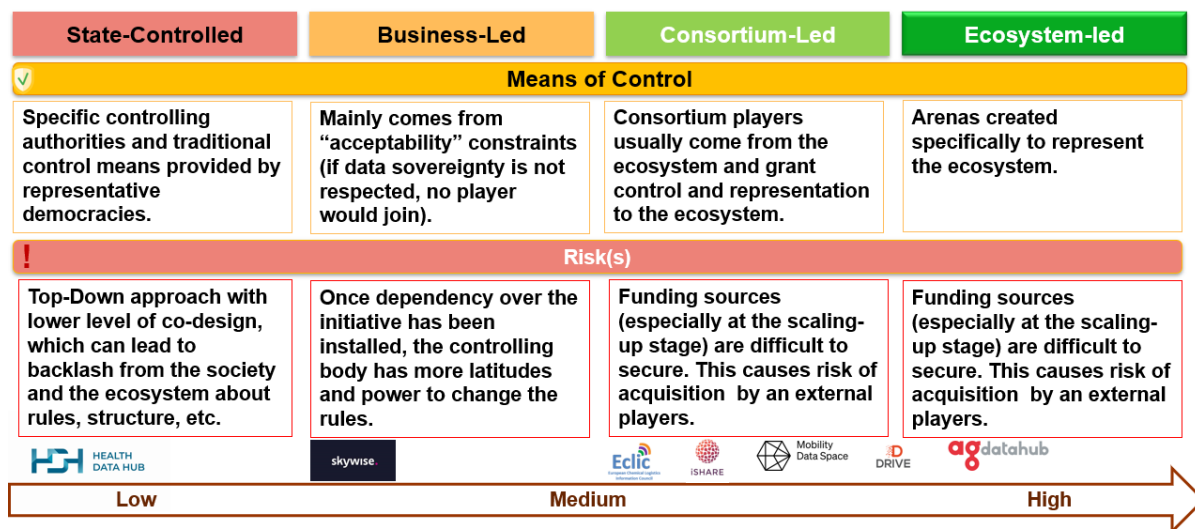 State-Controlled
Business-Led
Consortium-Led
Ecosystem-led
Means of Control
Specific controlling
authorities and traditional
control means provided by
representative
democracies.
Mainly comes from
“acceptability” constraints
(if data sovereignty is not
respected, no player
would join).
Consortium players
usually come from the
ecosystem and grant
control and representation
to the ecosystem.
Arenas created
specifically to represent
the ecosystem.
!
Risk(s)
Top-Down approach with
lower level of co-design,
which can lead to
backlash from the society
and the ecosystem about
rules, structure, etc.
Once dependency over the
initiative has been
installed, the controlling
body has more latitudes
and power to change the
rules.
Funding sources
(especially at the scaling-
up stage) are difficult to
secure. This causes risk of
acquisition by an external
players.
Funding sources
(especially at the scaling-
up stage) are difficult to
secure. This causes risk of
acquisition by an external
players.
HDH
HEALTH
DATA HUB
skywise.
Eclic
European Chemical Logistics
Information Council
iSHARE
Mobility
Data Space
D
DRIVE
agdatahub
Low
Medium
High